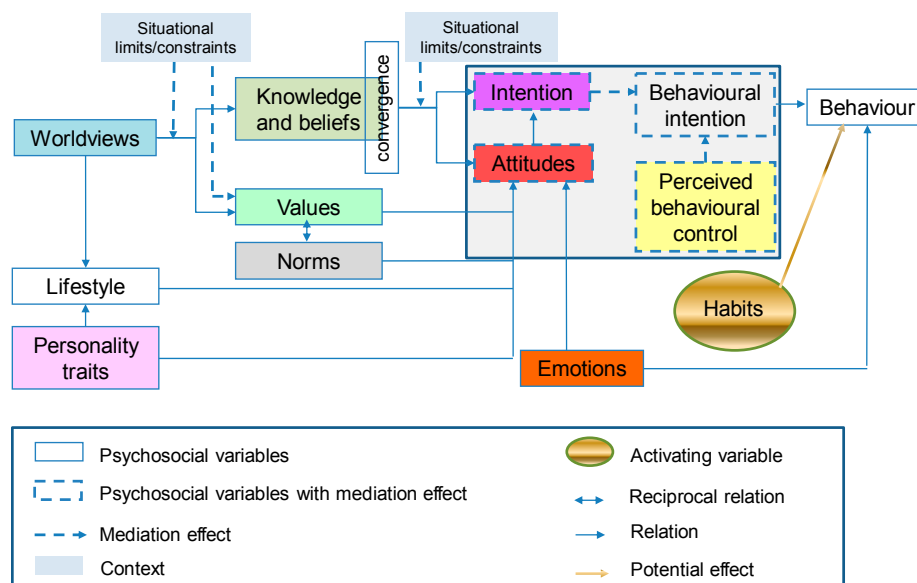 Situational
limits/constraints
Situational
limits/constraints
convergence
Knowledge
and beliefs
Intention
Behavioural
intention
Behaviour
Worldviews
Attitudes
Perceived
behavioural
control
Values
Norms
Lifestyle
Habits
Personality
traits
Emotions
Psychosocial variables
Psychosocial variables with mediation effect
Mediation effect
Context
Activating variable
Reciprocal relation
Relation
Potential effect